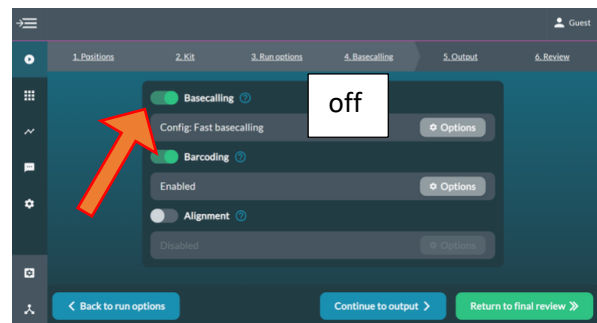 Guest
1. Positions 2. Kit 3. Run options 4. Basecalling 5. Output 6. Review
Basecalling ?
off
Config: Fast basecalling Options
Barcoding ?
Enabled Options
Alignment ?
Disabled Options
Back to run options Continue to output Return to final review